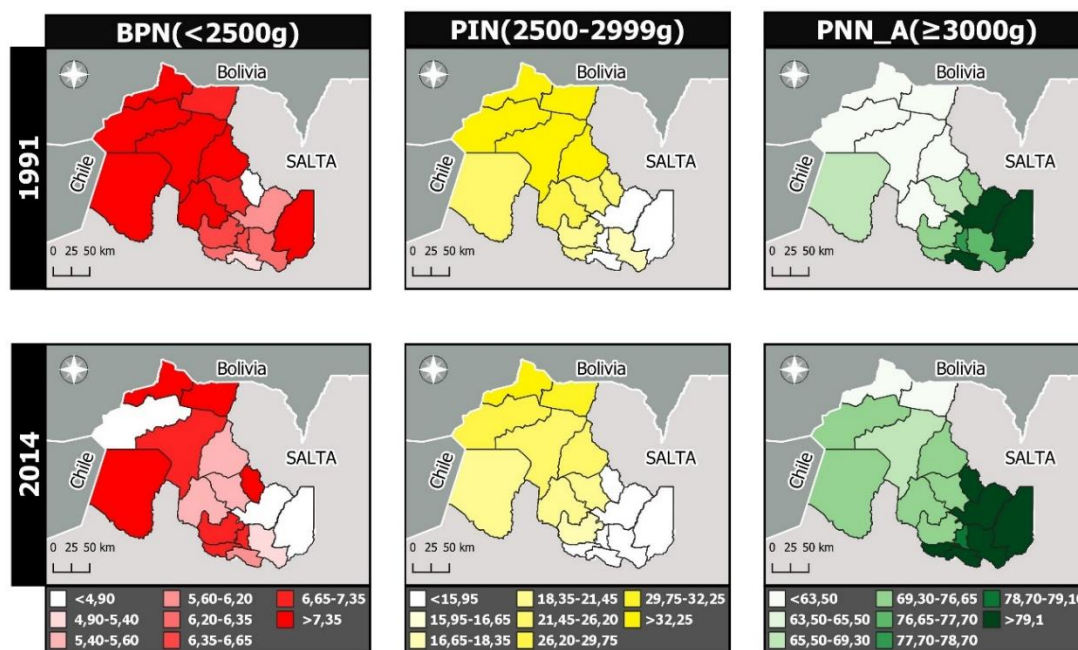 BPN(<2500g)
PIN(2500-2999g)
PNN_A(≥3000g)
1991
Bolivia
Chile
SALTA
0 25 50 km
Bolivia
Chile
SALTA
0 25 50 km
Bolivia
Chile
SALTA
0 25 50 km
2014
Bolivia
Chile
SALTA
0 25 50 km
Bolivia
Chile
SALTA
0 25 50 km
Bolivia
Chile
SALTA
0 25 50 km
<4,90
4,90-5,40
5,40-5,60
5,60-6,20
6,20-6,35
6,35-6,65
6,65-7,35
>7,35
<15,95
15,95-16,65
16,65-18,35
18,35-21,45
21,45-26,20
26,20-29,75
29,75-32,25
>32,25
<63,50
63,50-65,50
65,50-69,30
69,30-76,65
76,65-77,70
77,70-78,70
78,70-79,10
>79,1